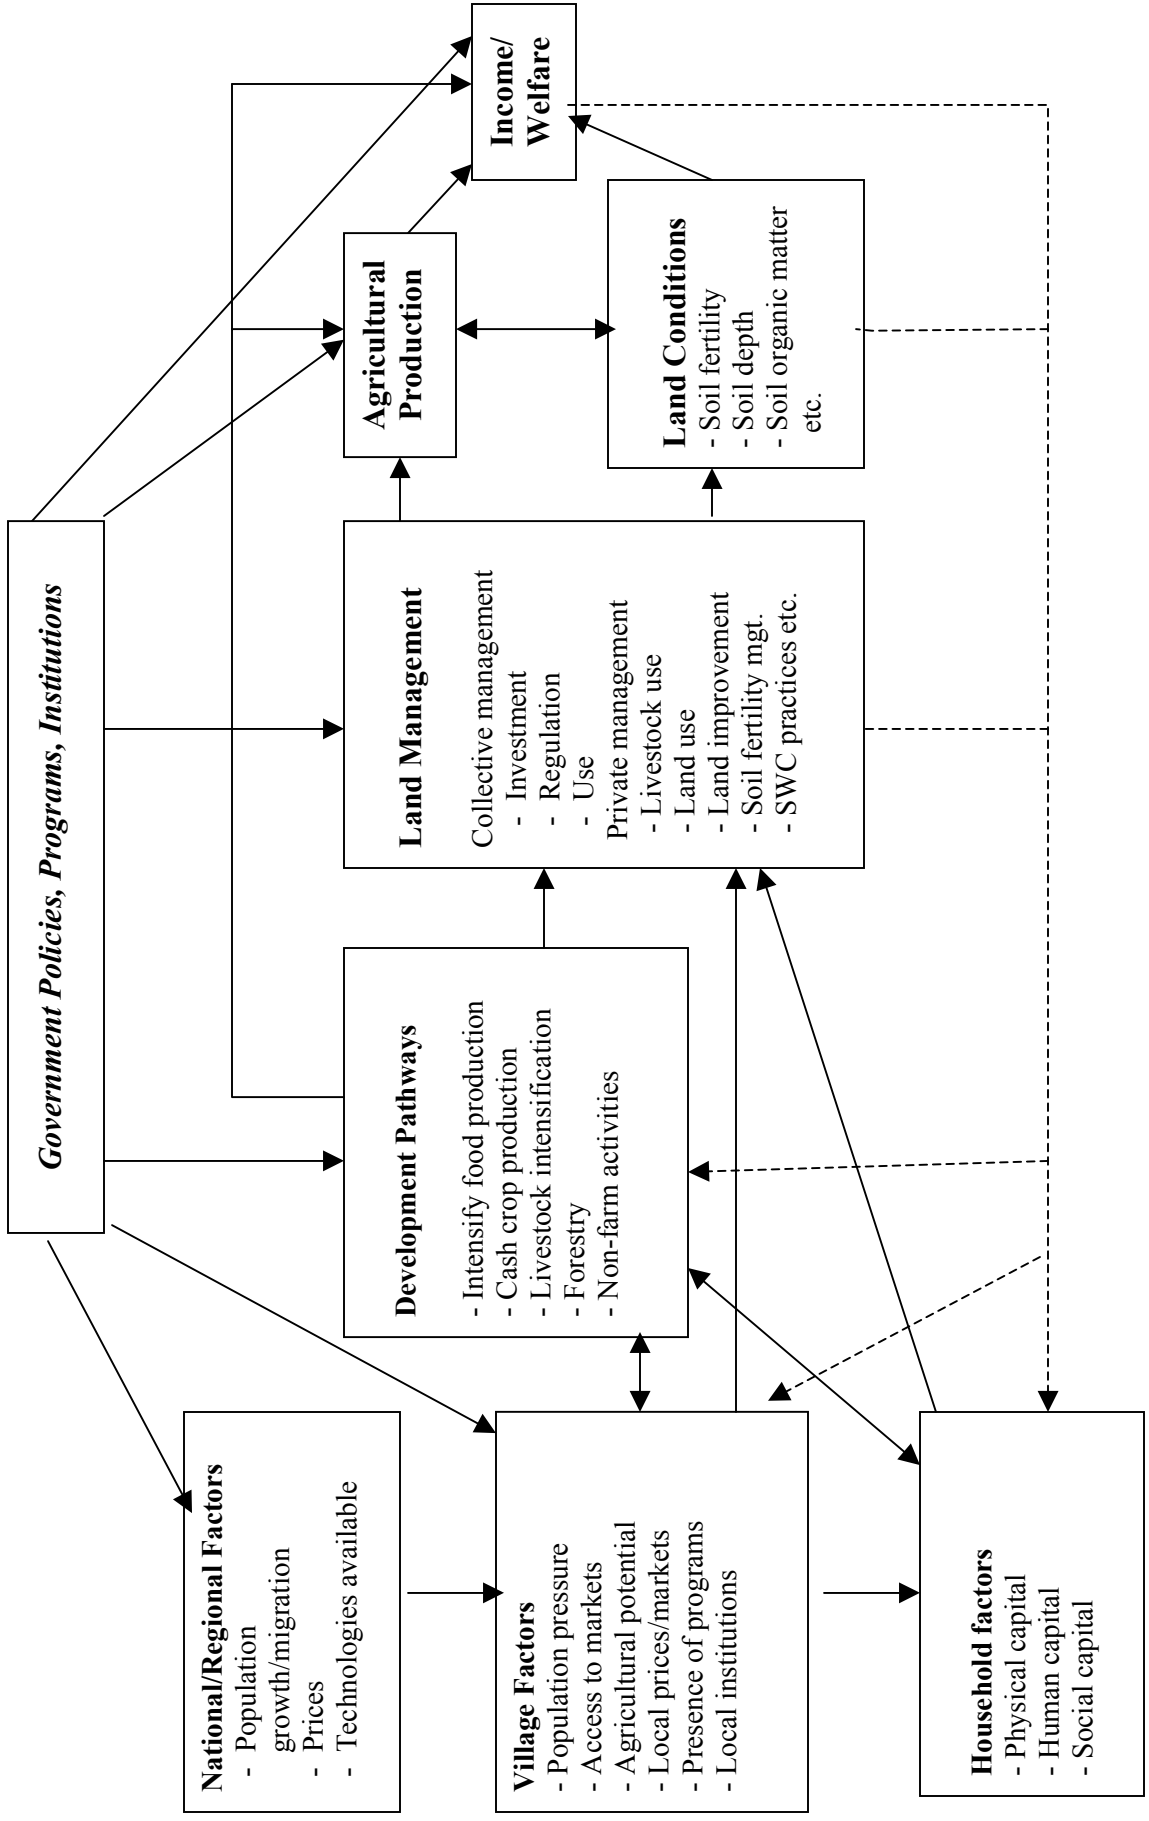 Government Policies, Programs, Institutions
National/Regional Factors
- Population
growth/migration
- Prices
- Technologies available
Village Factors
- Population pressure
- Access to markets
- Agricultural potential
- Local prices/markets
- Presence of programs
- Local institutions
Household factors
- Physical capital
- Human capital
- Social capital
Development Pathways
- Intensify food production
- Cash crop production
- Livestock intensification
- Forestry
- Non-farm activities
Land Management
Collective management
- Investment
- Regulation
- Use
Private management
- Livestock use
- Land use
- Land improvement
- Soil fertility mgt.
- SWC practices etc.
Agricultural
Production
Land Conditions
- Soil fertility
- Soil depth
- Soil organic matter
etc.
Income/
Welfare